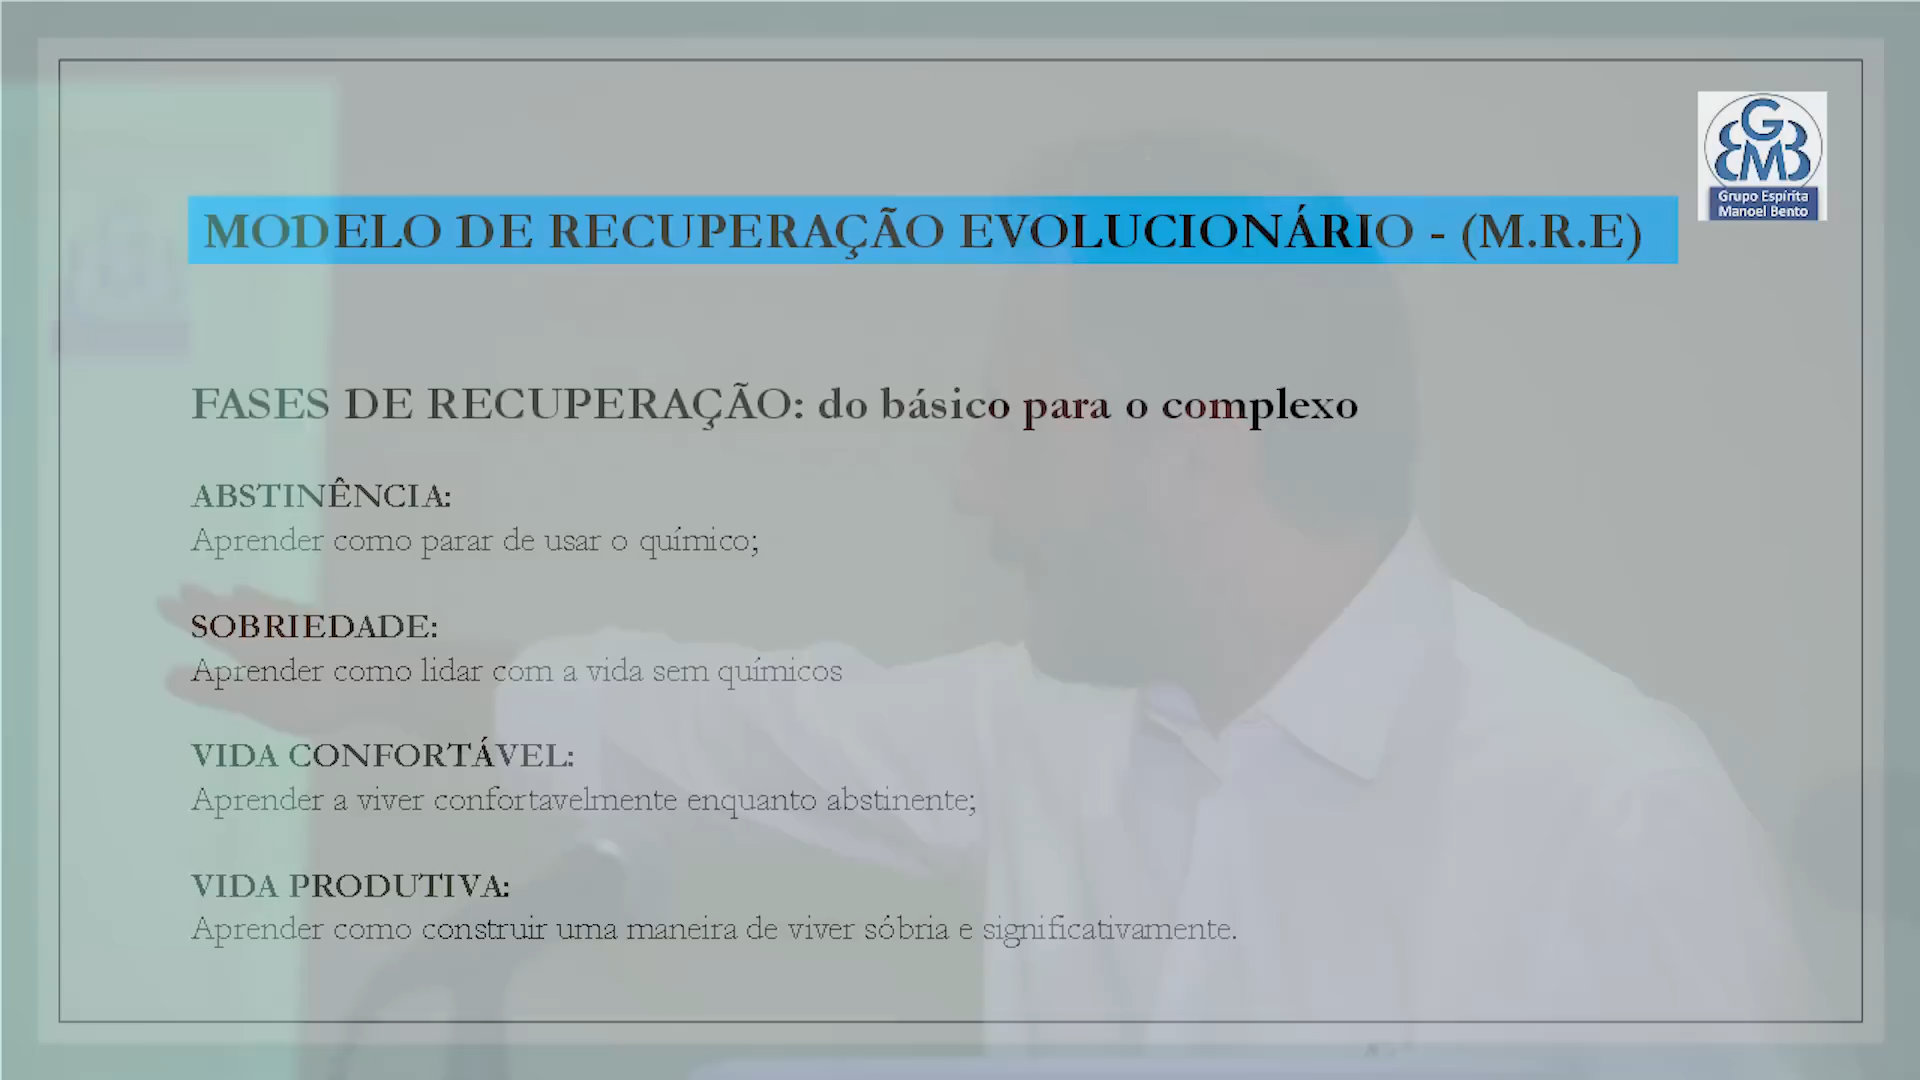 GMB
Grupo Espírita
Manoel Bento
MODELO DE RECUPERAÇÃO EVOLUCIONÁRIO - (M.R.E)
FASES DE RECUPERAÇÃO: do básico para o complexo
ABSTINÊNCIA:
Aprender como parar de usar o químico;
SOBRIEDADE:
Aprender como lidar com a vida sem químicos
VIDA CONFORTÁVEL:
Aprender a viver confortavelmente enquanto abstinente;
VIDA PRODUTIVA:
Aprender como construir uma maneira de viver sóbria e significativamente.